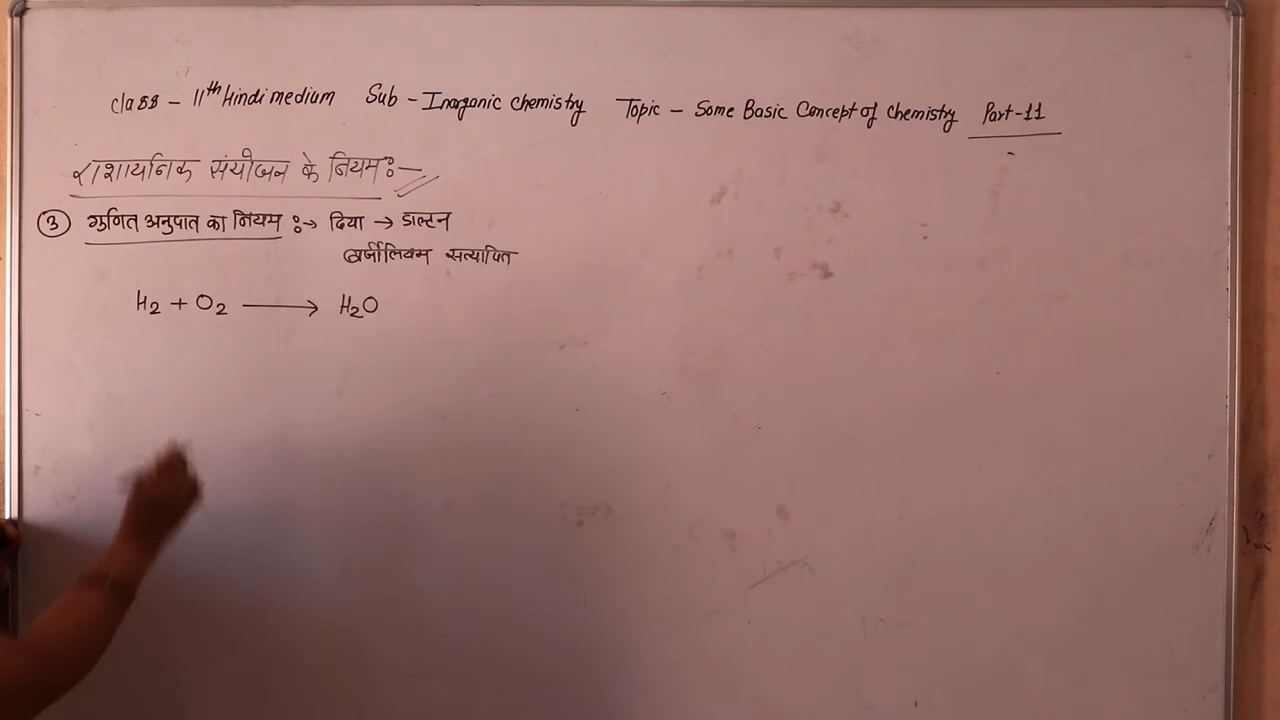 Class - 11th Hindi medium Sub - Inorganic chemistry Topic - Some Basic Concept of chemistry Part-11
राशायनिक संयोजन के नियम:-
3 गुणित अनुपात का नियम :→ दिया → डाल्टन
बर्जीलियम सत्यापित
H2 + O2 ⟶ H2O